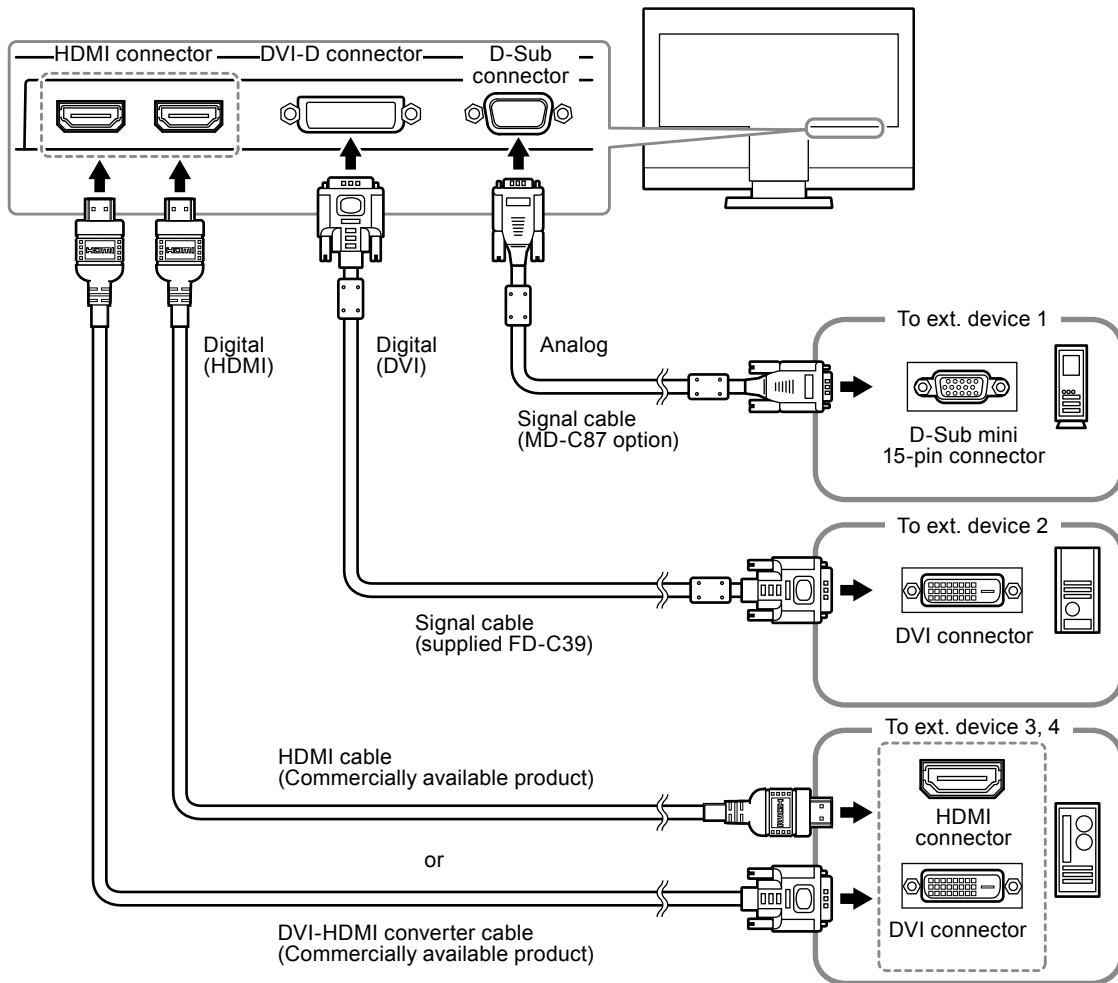 HDMI connector
DVI-D connector
D-Sub
connector
HDMI
HDMI
Digital
(HDMI)
Digital
(DVI)
Analog
Signal cable
(MD-C87 option)
To ext. device 1
D-Sub mini
15-pin connector
To ext. device 2
Signal cable
(supplied FD-C39)
DVI connector
To ext. device 3, 4
HDMI cable
(Commercially available product)
HDMI
HDMI
connector
or
DVI connector
DVI-HDMI converter cable
(Commercially available product)